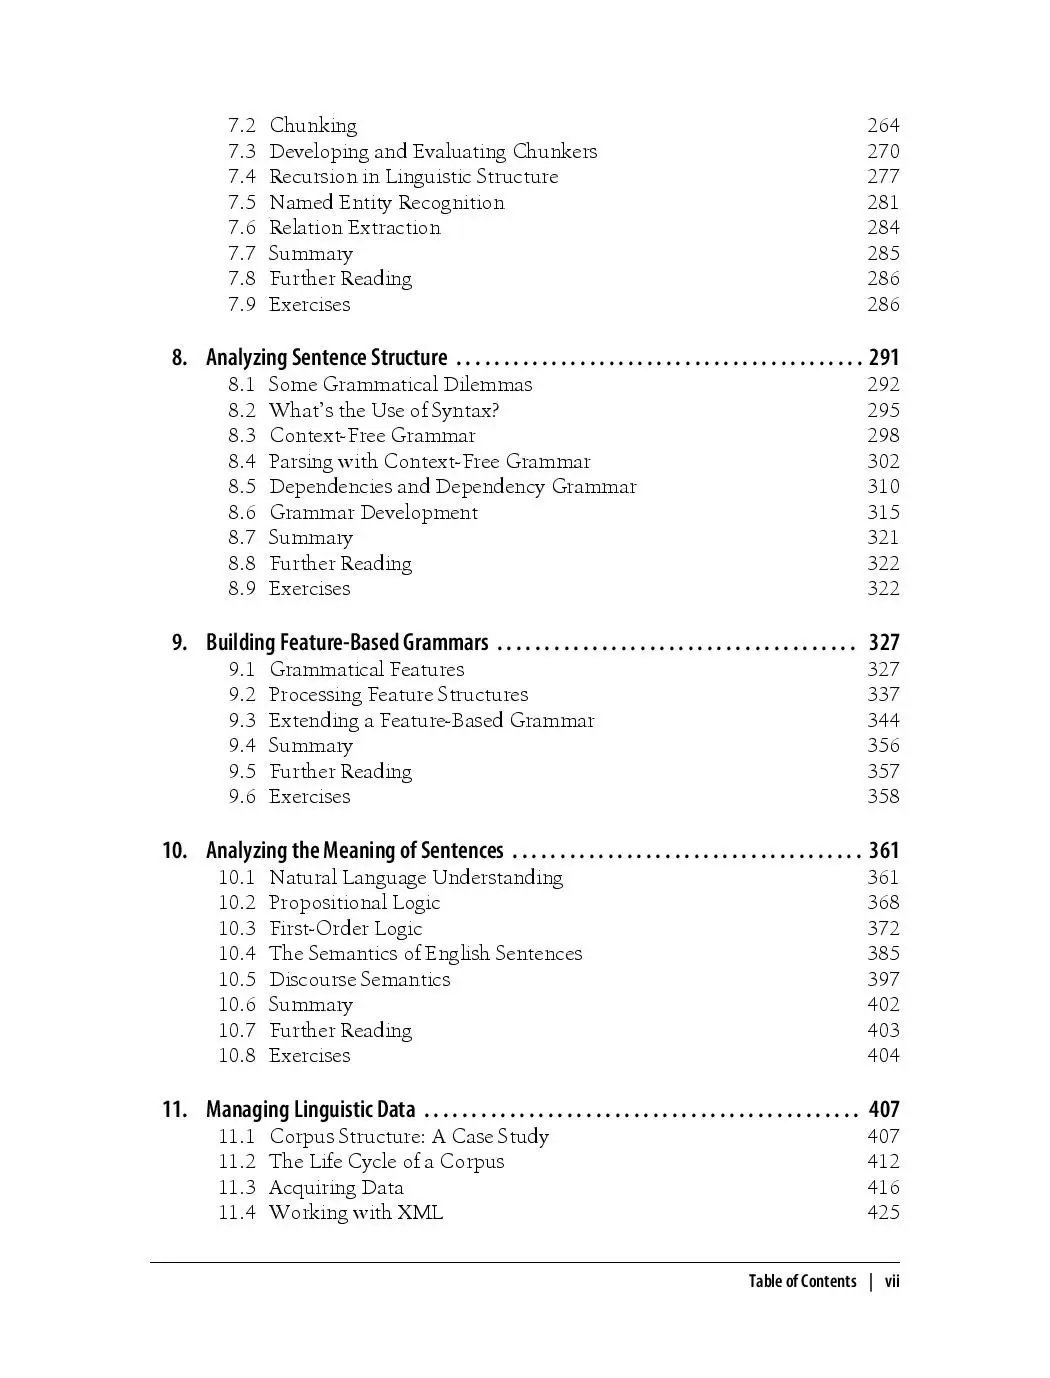 7.2 Chunking 264
7.3 Developing and Evaluating Chunkers 270
7.4 Recursion in Linguistic Structure 277
7.5 Named Entity Recognition 281
7.6 Relation Extraction 284
7.7 Summary 285
7.8 Further Reading 286
7.9 Exercises 286
8. Analyzing Sentence Structure . . . . . . . . . . . . . . . . . . . . . . . . . . . . . . . . . . . . . . . . . . . 291
8.1 Some Grammatical Dilemmas 292
8.2 What's the Use of Syntax? 295
8.3 Context-Free Grammar 298
8.4 Parsing with Context-Free Grammar 302
8.5 Dependencies and Dependency Grammar 310
8.6 Grammar Development 315
8.7 Summary 321
8.8 Further Reading 322
8.9 Exercises 322
9. Building Feature-Based Grammars . . . . . . . . . . . . . . . . . . . . . . . . . . . . . . . . . . . . . . 327
9.1 Grammatical Features 327
9.2 Processing Feature Structures 337
9.3 Extending a Feature-Based Grammar 344
9.4 Summary 356
9.5 Further Reading 357
9.6 Exercises 358
10. Analyzing the Meaning of Sentences . . . . . . . . . . . . . . . . . . . . . . . . . . . . . . . . . . . . . 361
10.1 Natural Language Understanding 361
10.2 Propositional Logic 368
10.3 First-Order Logic 372
10.4 The Semantics of English Sentences 385
10.5 Discourse Semantics 397
10.6 Summary 402
10.7 Further Reading 403
10.8 Exercises 404
11. Managing Linguistic Data . . . . . . . . . . . . . . . . . . . . . . . . . . . . . . . . . . . . . . . . . . . . . . 407
11.1 Corpus Structure: A Case Study 407
11.2 The Life Cycle of a Corpus 412
11.3 Acquiring Data 416
11.4 Working with XML 425
Table of Contents | vii